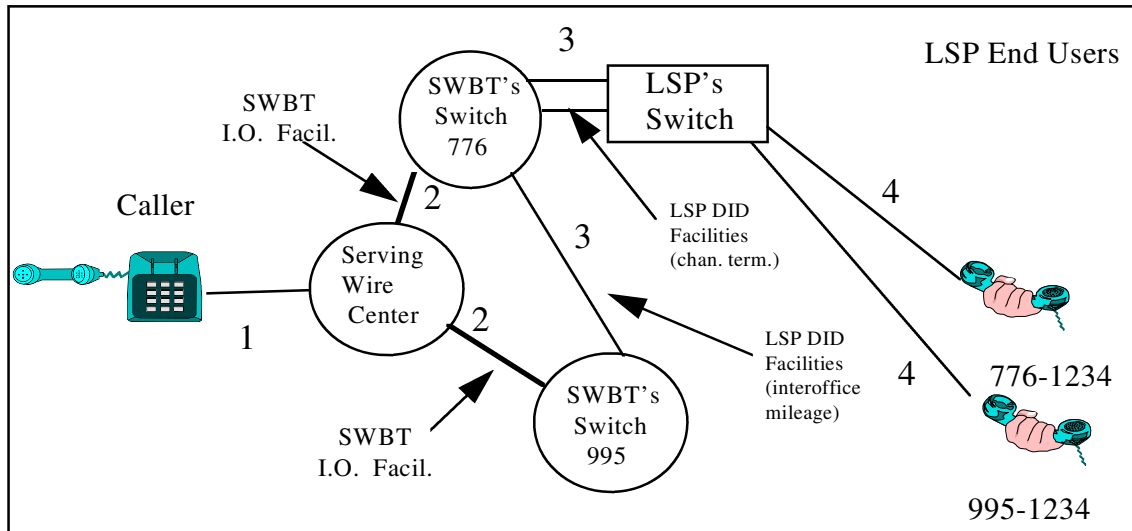 3
LSP End Users
SWBT's
Switch
776
LSP's
Switch
SWBT
I.O. Facil.
2
4
Caller
LSP DID
Facilities
(chan. term.)
3
Serving
Wire
Center
1
2
LSP DID
Facilities
(interoffice
mileage)
4
776-1234
SWBT's
Switch
995
SWBT
I.O. Facil.
995-1234